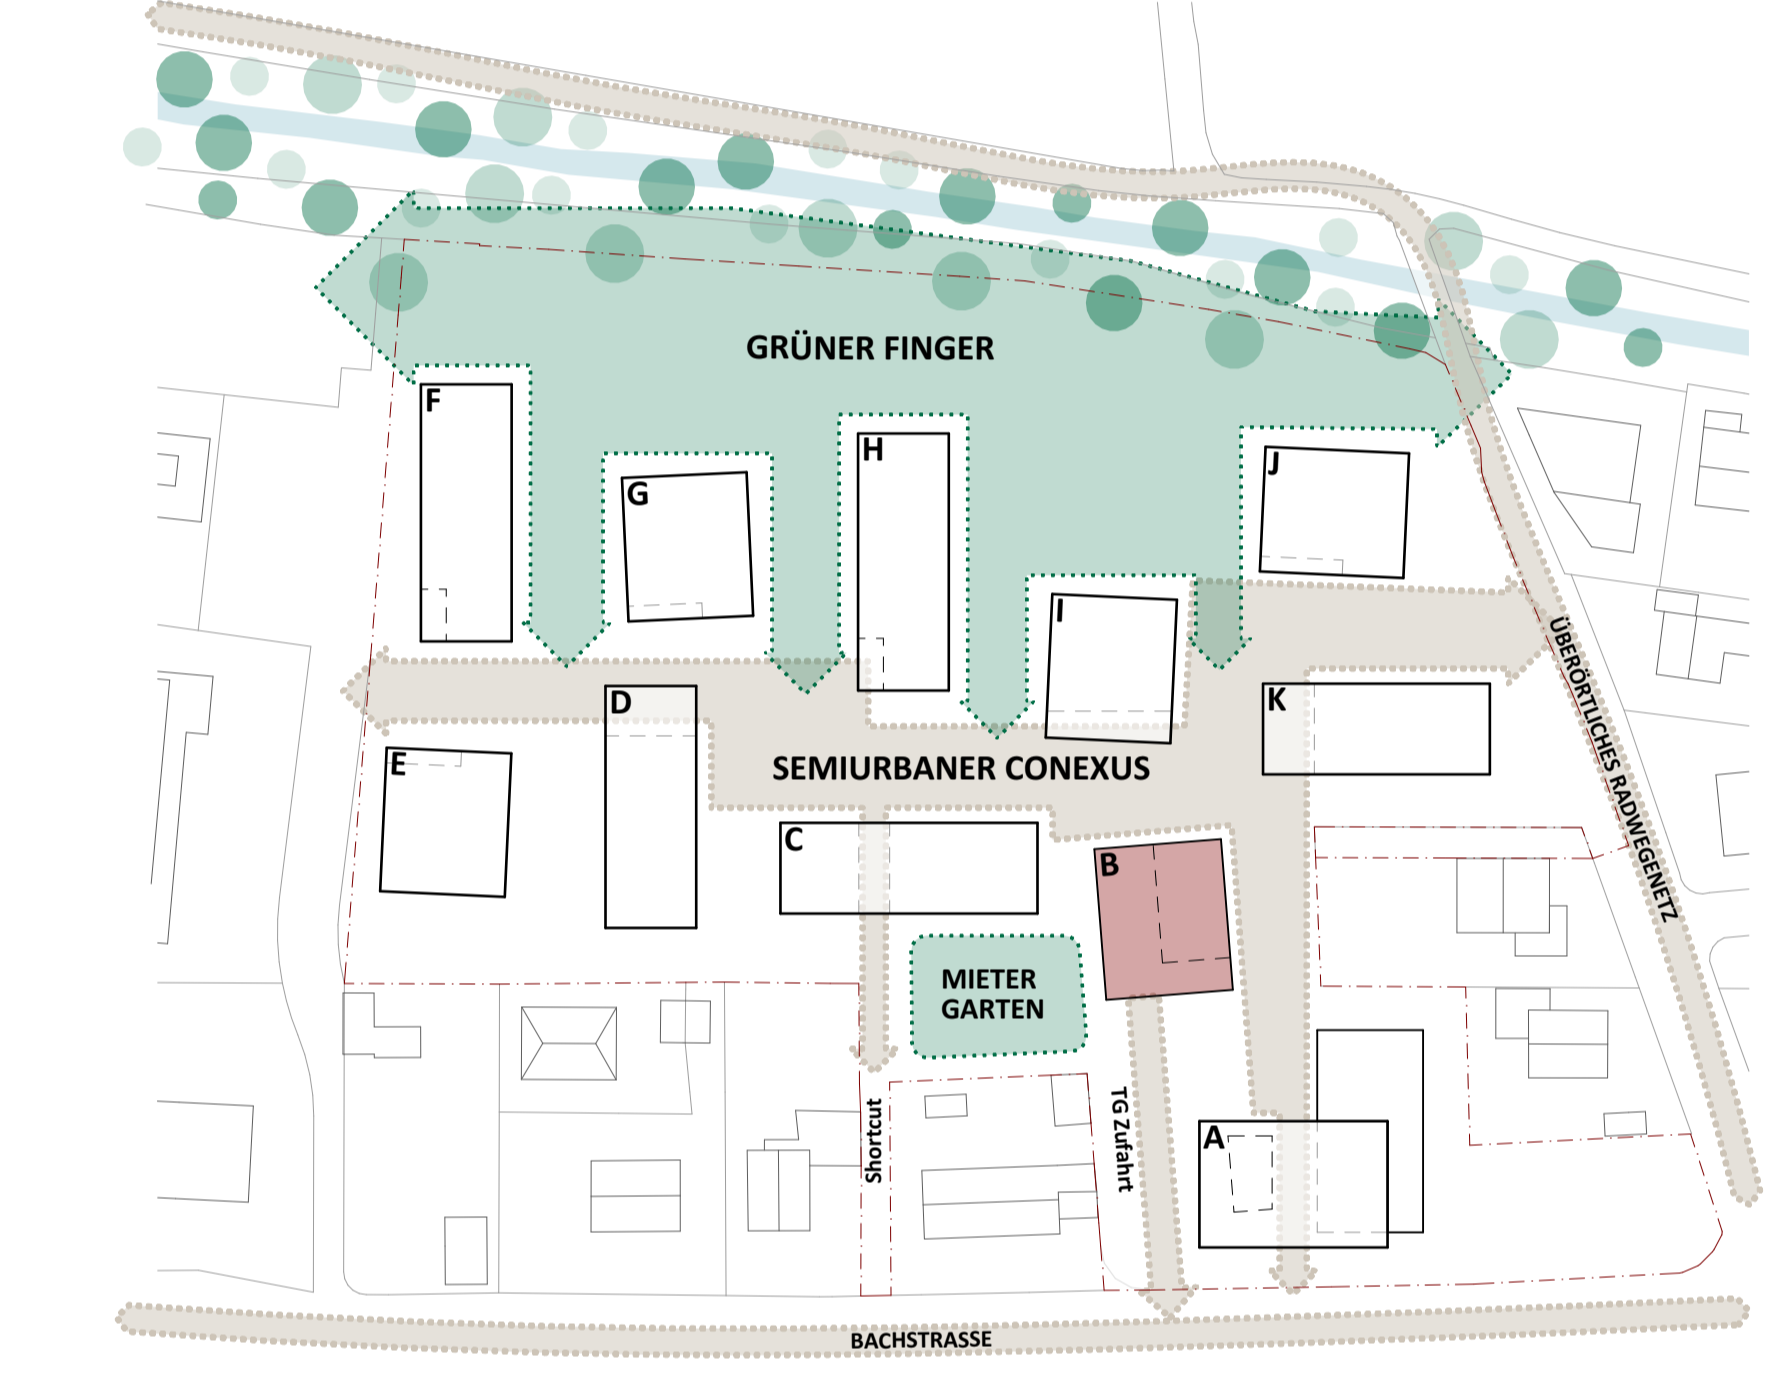 GRÜNER FINGER
F
H
J
G
I
ÜBERÖRTLICHES RADWEGENETZ
D
K
E
SEMIURBANER CONEXUS
C
B
MIETER
GARTEN
Shortcut
TG Zufahrt
A
BACHSTRASSE